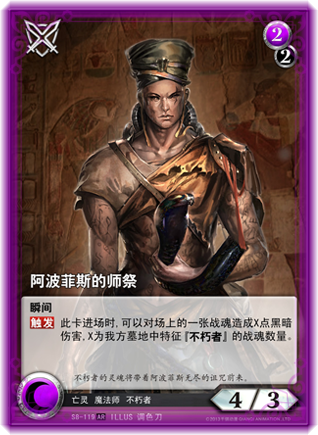 2
2
阿波菲斯的师祭
瞬间
触发 此卡进场时,可以对场上的一张战魂造成X点黑暗
伤害,X为我方墓地中特征『不朽者』的战魂数量。
不朽者的灵魂将带着阿波菲斯无尽的诅咒前来。
亡灵 魔法师 不朽者
4 / 3
S8-118 AR ILLUS 调色刀